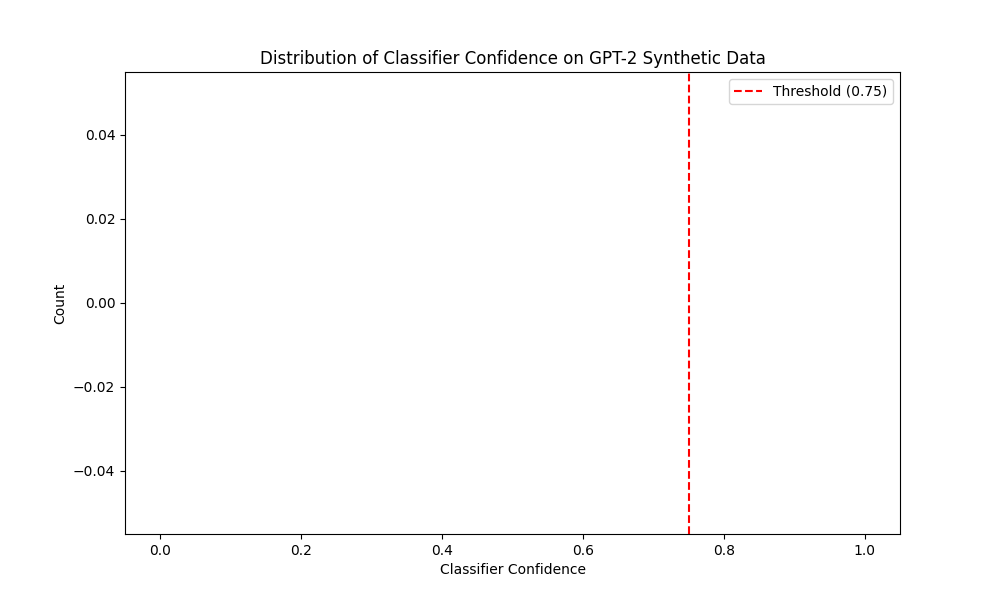 Distribution of Classifier Confidence on GPT-2 Synthetic Data
Threshold (0.75)
0.04
0.02
0.00
−0.02
−0.04
Count
0.0 0.2 0.4 0.6 0.8 1.0
Classifier Confidence